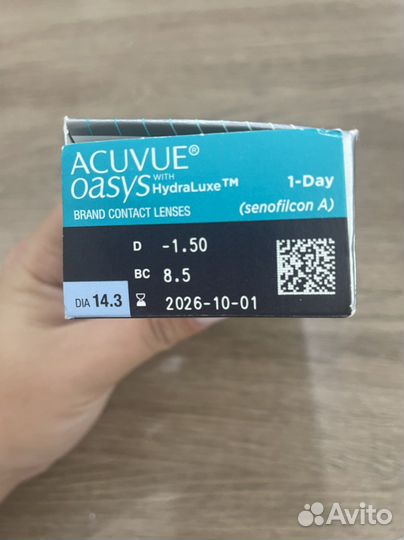 ACUVUE®
oasys WITH HydraLuxe™ 1-Day
BRAND CONTACT LENSES (senofilcon A)
D -1.50
BC 8.5
DIA 14.3 2026-10-01
Avito